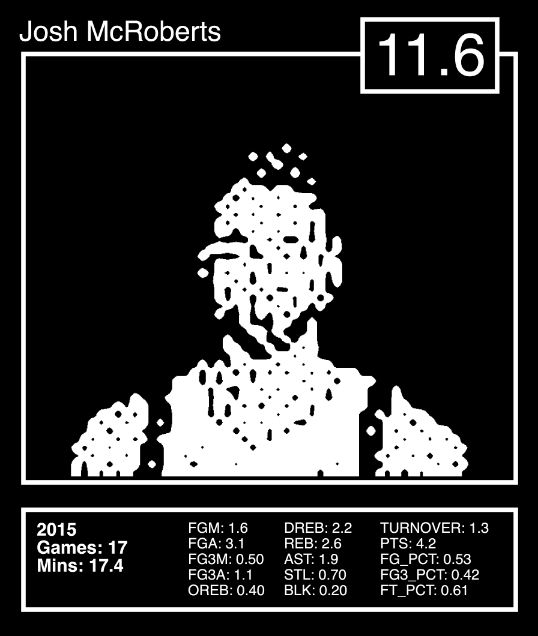 Josh McRoberts
11.6
2015
Games: 17
Mins: 17.4
FGM: 1.6
FGA: 3.1
FG3M: 0.50
FG3A: 1.1
OREB: 0.40
DREB: 2.2
REB: 2.6
AST: 1.9
STL: 0.70
BLK: 0.20
TURNOVER: 1.3
PTS: 4.2
FG_PCT: 0.53
FG3_PCT: 0.42
FT_PCT: 0.61